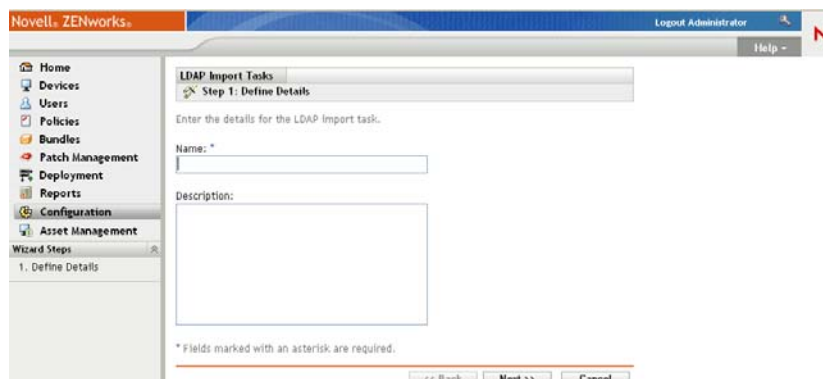 Novell® ZENworks®
Logout Administrator
Help
Home
Devices
Users
Policies
Bundles
Patch Management
Deployment
Reports
Configuration
Asset Management
Wizard Steps
1. Define Details
LDAP Import Tasks
Step 1: Define Details
Enter the details for the LDAP import task.
Name: *
Description:
* Fields marked with an asterisk are required.
<< Back Next >> Cancel